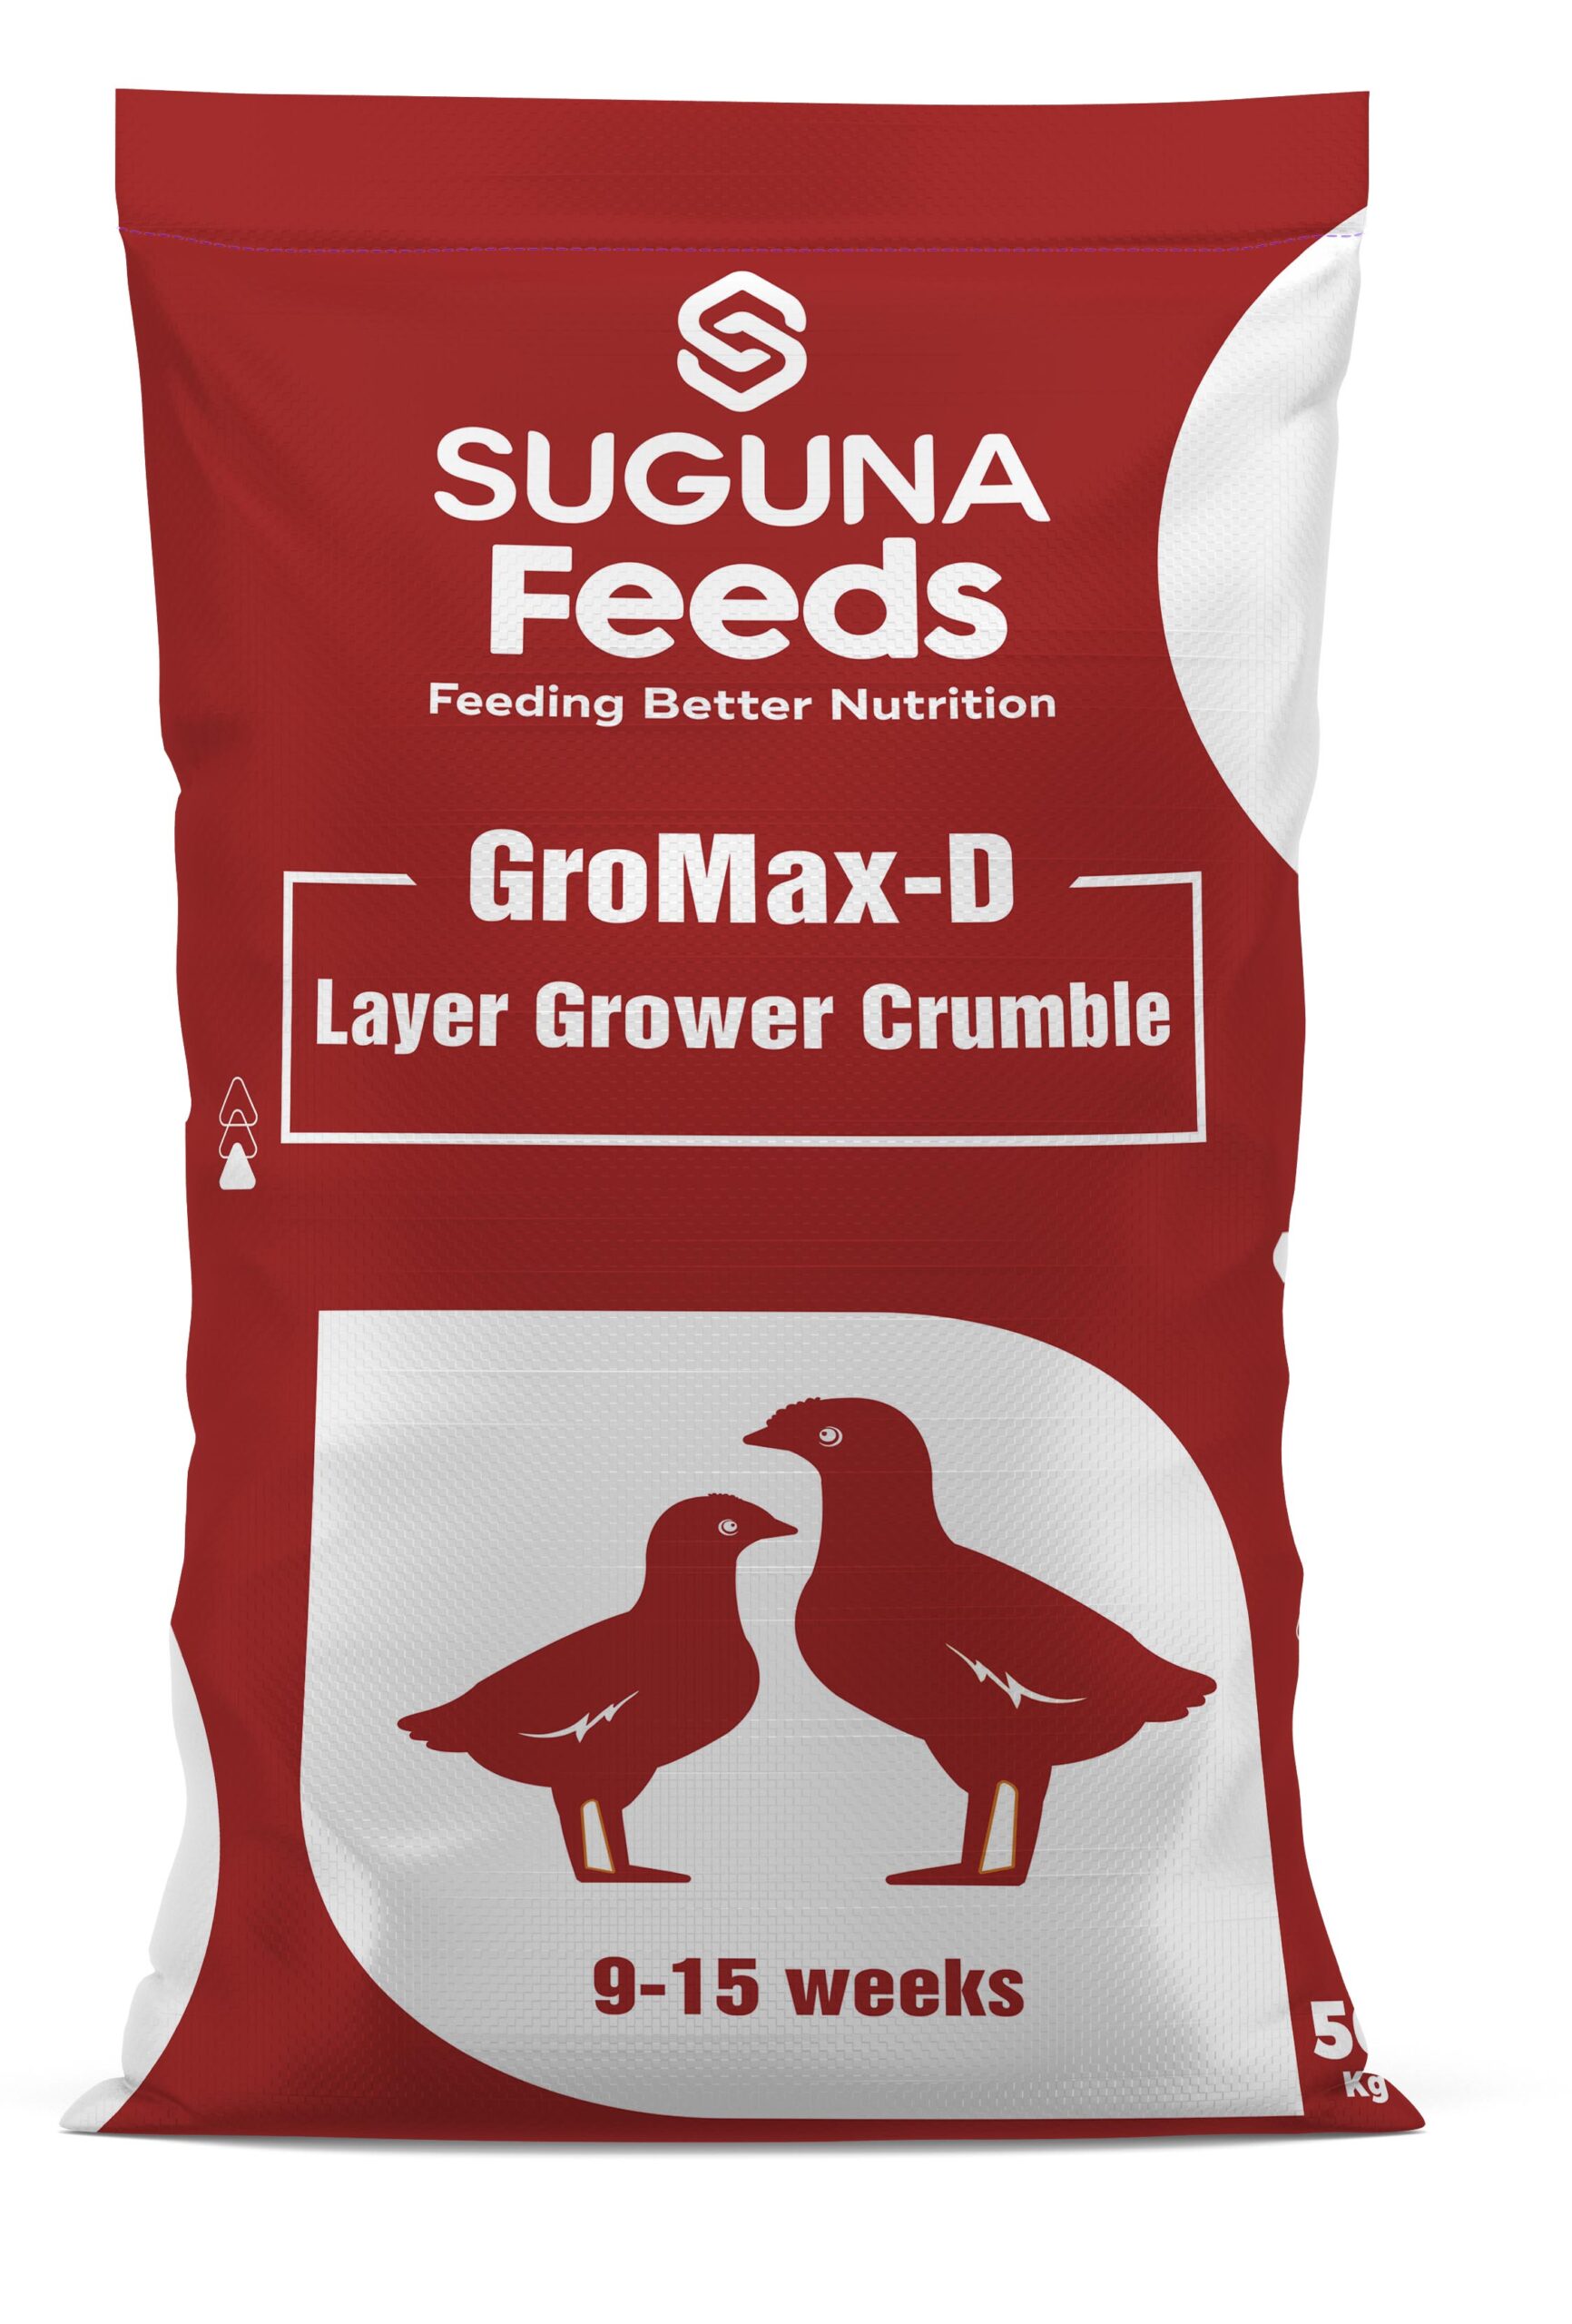 SUGUNA
Feeds
Feeding Better Nutrition
GroMax-D
Layer Grower Crumble
9-15 weeks
Kg